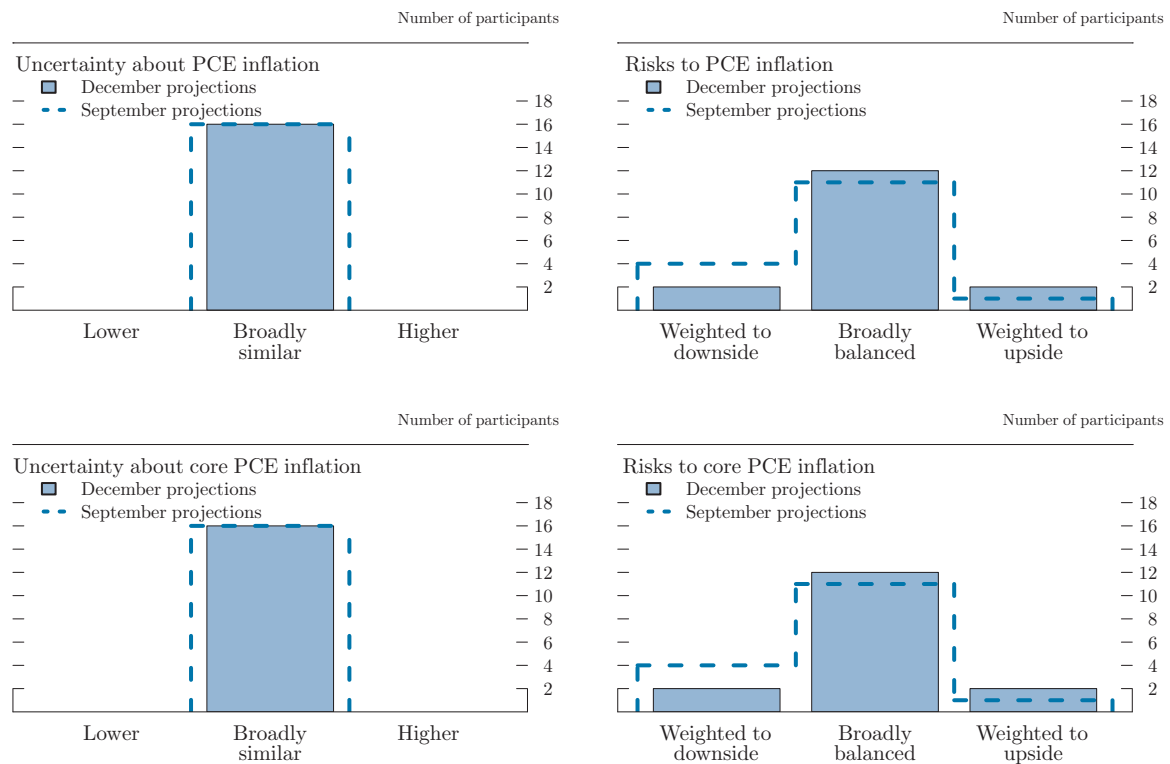 Number of participants
Uncertainty about PCE inflation
December projections
September projections
18
16
14
12
10
8
6
4
2
Lower
Broadly
similar
Higher
Number of participants
Risks to PCE inflation
December projections
September projections
18
16
14
12
10
8
6
4
2
Weighted to
downside
Broadly
balanced
Weighted to
upside
Number of participants
Uncertainty about core PCE inflation
December projections
September projections
18
16
14
12
10
8
6
4
2
Lower
Broadly
similar
Higher
Number of participants
Risks to core PCE inflation
December projections
September projections
18
16
14
12
10
8
6
4
2
Weighted to
downside
Broadly
balanced
Weighted to
upside